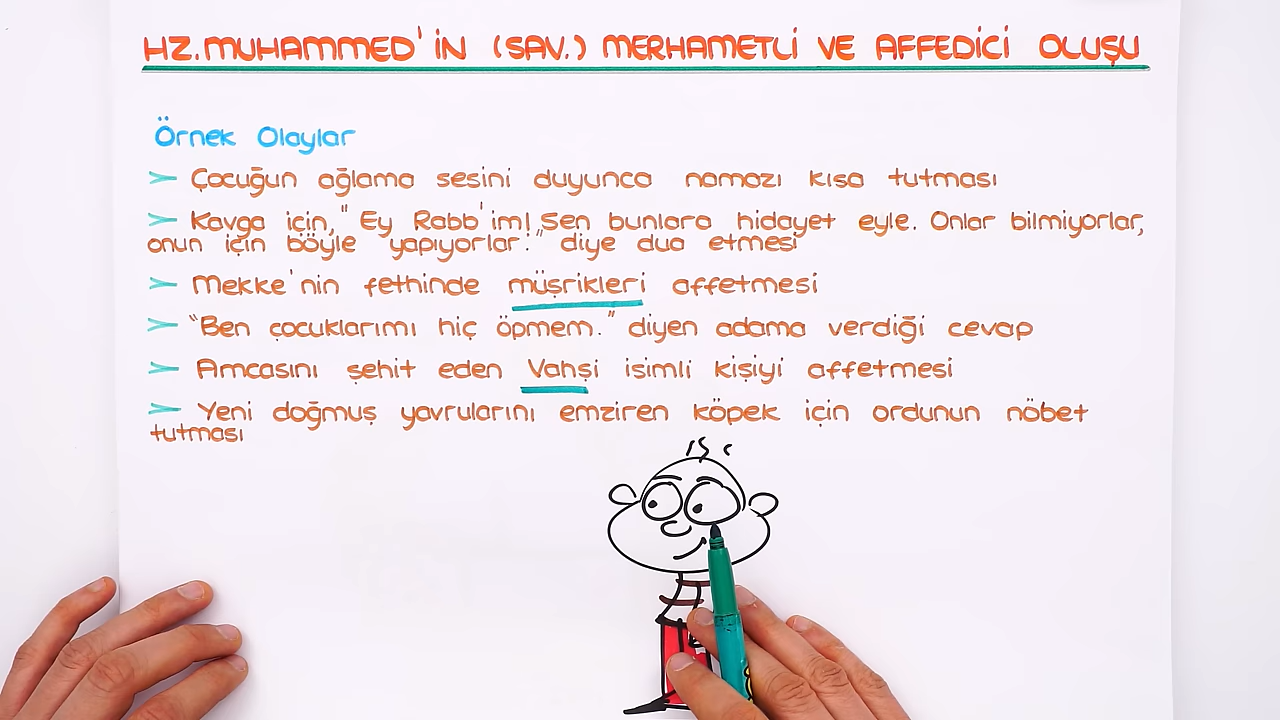 HZ.MUHAMMED'İN (SAV.) MERHAMETLİ VE AFFEDİCİ OLUŞU
Örnek Olaylar
➢ Çocuğun ağlama sesini duyunca namazı kısa tutması
➢ Kavga için, "Ey Rabb'im! Sen bunlara hidayet eyle. Onlar bilmiyorlar,
onun için böyle yapıyorlar." diye dua etmesi
➢ Mekke'nin fethinde müşrikleri affetmesi
➢ "Ben çocuklarımı hiç öpmem." diyen adama verdiği cevap
➢ Amcasını şehit eden Vahşi isimli kişiyi affetmesi
➢ Yeni doğmuş yavrularını emziren köpek için ordunun nöbet
tutması